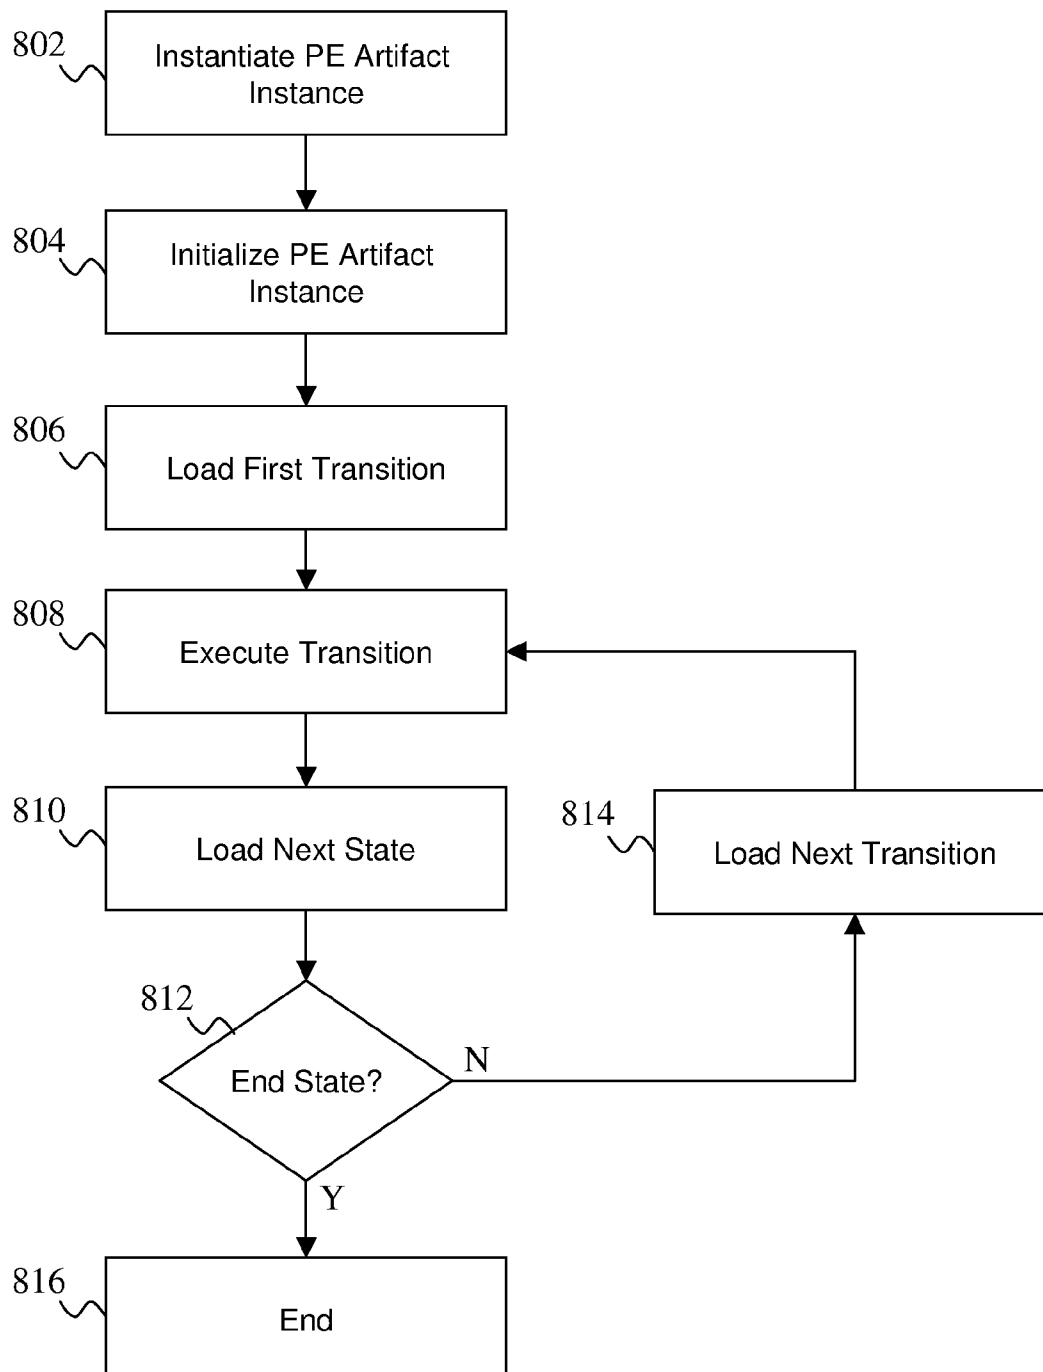 802
Instantiate PE Artifact
Instance
804
Initialize PE Artifact
Instance
806
Load First Transition
808
Execute Transition
810
Load Next State
814
Load Next Transition
812
End State?
N
Y
816
End